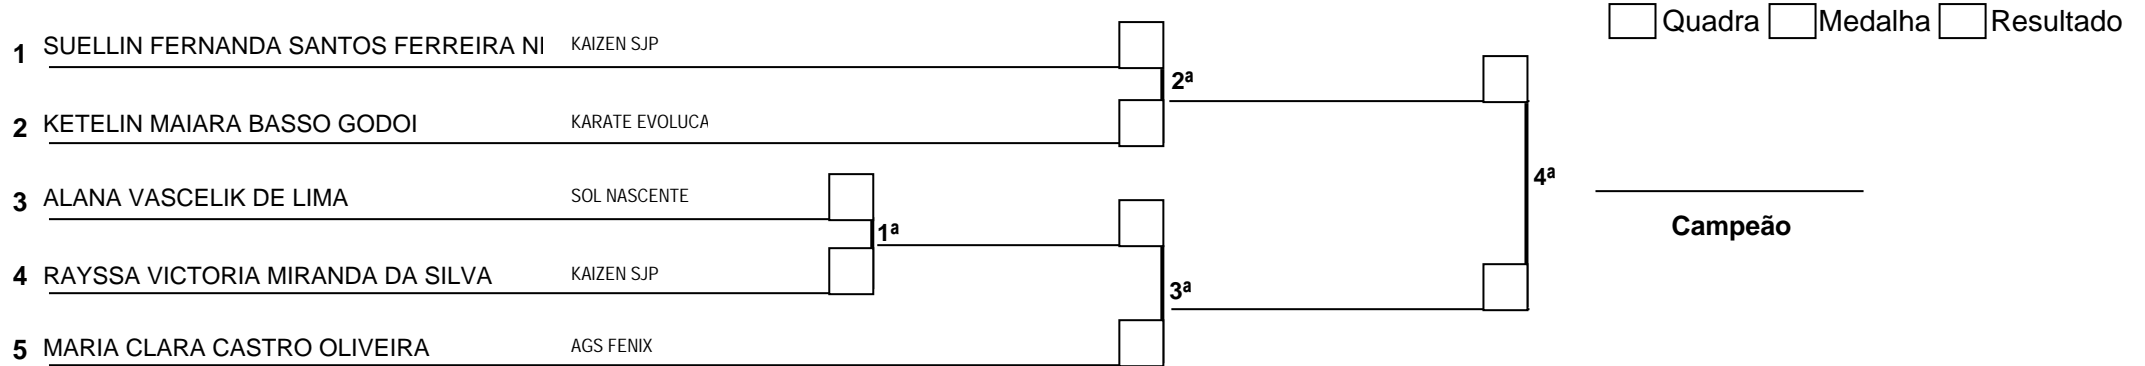 Quadra Medalha Resultado
1 SUELLIN FERNANDA SANTOS FERREIRA NI KAIZEN SJP
2ª
2 KETELIN MAIARA BASSO GODOI KARATE EVOLUCA
3 ALANA VASCELIK DE LIMA SOL NASCENTE
4ª
1ª
Campeão
4 RAYSSA VICTORIA MIRANDA DA SILVA KAIZEN SJP
3ª
5 MARIA CLARA CASTRO OLIVEIRA AGS FENIX